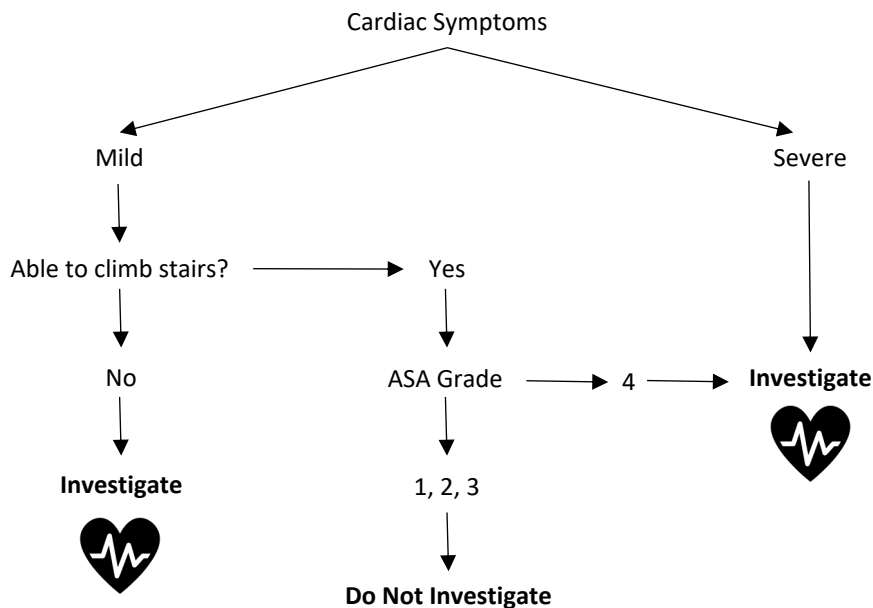 Cardiac Symptoms
Mild
Severe
Able to climb stairs?
Yes
No
ASA Grade
4
Investigate
Investigate
1, 2, 3
Do Not Investigate